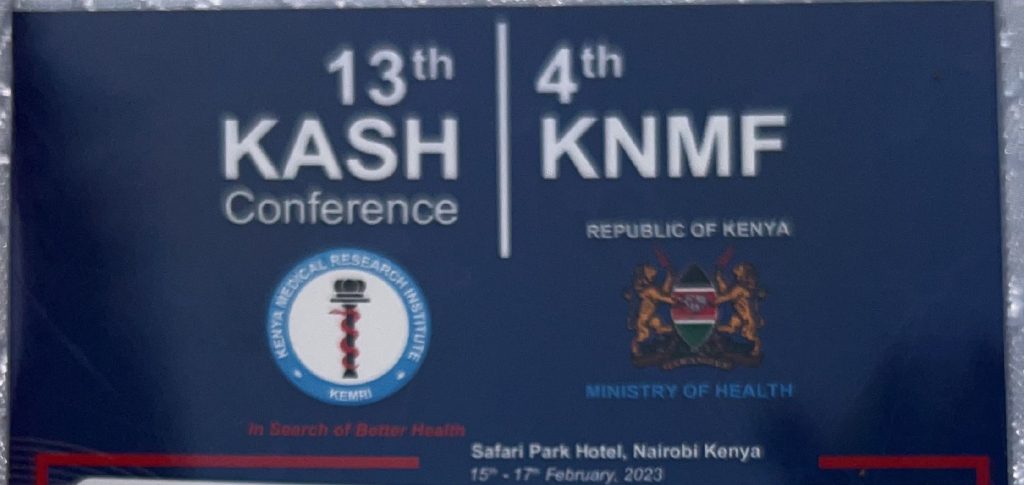 13th
KASH
Conference
4th
KNMF
KENYA MEDICAL RESEARCH INSTITUTE
KEMRI
In Search of Better Health
REPUBLIC OF KENYA
HARAMBEE
MINISTRY OF HEALTH
Safari Park Hotel, Nairobi Kenya
15th - 17th February, 2023